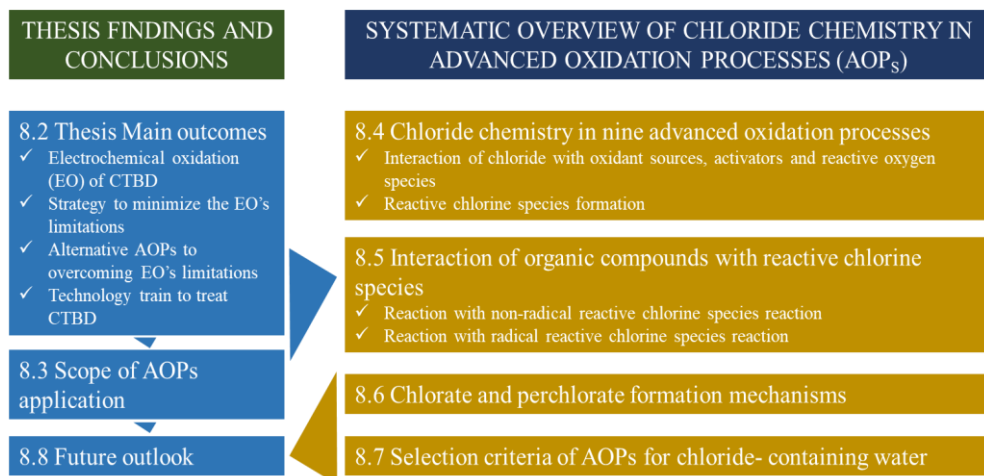 THESIS FINDINGS AND
CONCLUSIONS
8.2 Thesis Main outcomes
✓ Electrochemical oxidation
(EO) of CTBD
✓ Strategy to minimize the EO's
limitations
✓ Alternative AOPs to
overcoming EO's limitations
✓ Technology train to treat
CTBD
8.3 Scope of AOPs
application
8.8 Future outlook
SYSTEMATIC OVERVIEW OF CHLORIDE CHEMISTRY IN
ADVANCED OXIDATION PROCESSES (AOPS)
8.4 Chloride chemistry in nine advanced oxidation processes
✓ Interaction of chloride with oxidant sources, activators and reactive oxygen
species
✓ Reactive chlorine species formation
8.5 Interaction of organic compounds with reactive chlorine
species
✓ Reaction with non-radical reactive chlorine species reaction
✓ Reaction with radical reactive chlorine species reaction
8.6 Chlorate and perchlorate formation mechanisms
8.7 Selection criteria of AOPs for chloride- containing water